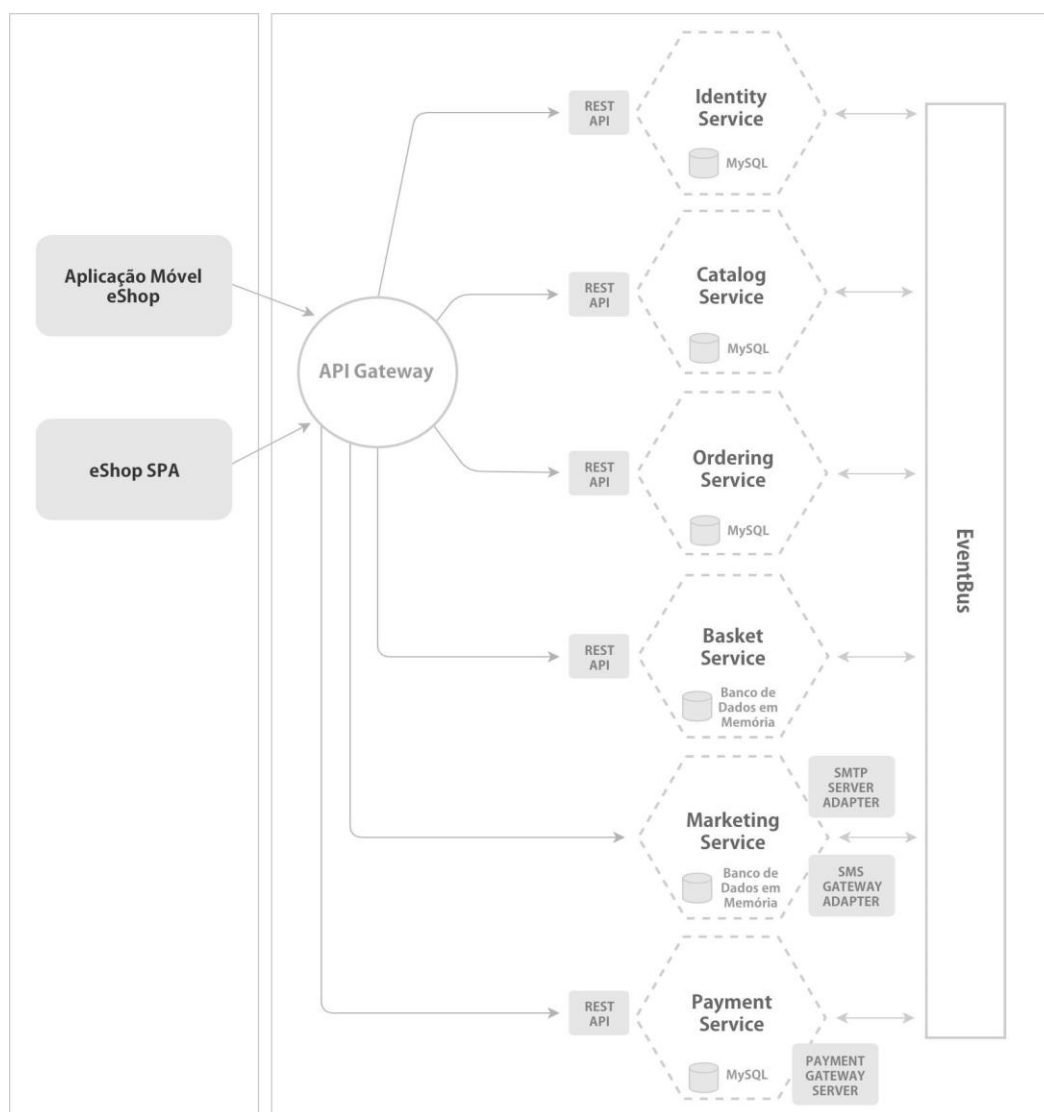 REST
API
Identity
Service
MySQL
Aplicação Móvel
eShop
REST
API
Catalog
Service
MySQL
API Gateway
eShop SPA
REST
API
Ordering
Service
MySQL
EventBus
REST
API
Basket
Service
Banco de
Dados em
Memória
SMTP
SERVER
ADAPTER
Marketing
Service
Banco de
Dados em
Memória
SMS
GATEWAY
ADAPTER
REST
API
Payment
Service
MySQL
PAYMENT
GATEWAY
SERVER